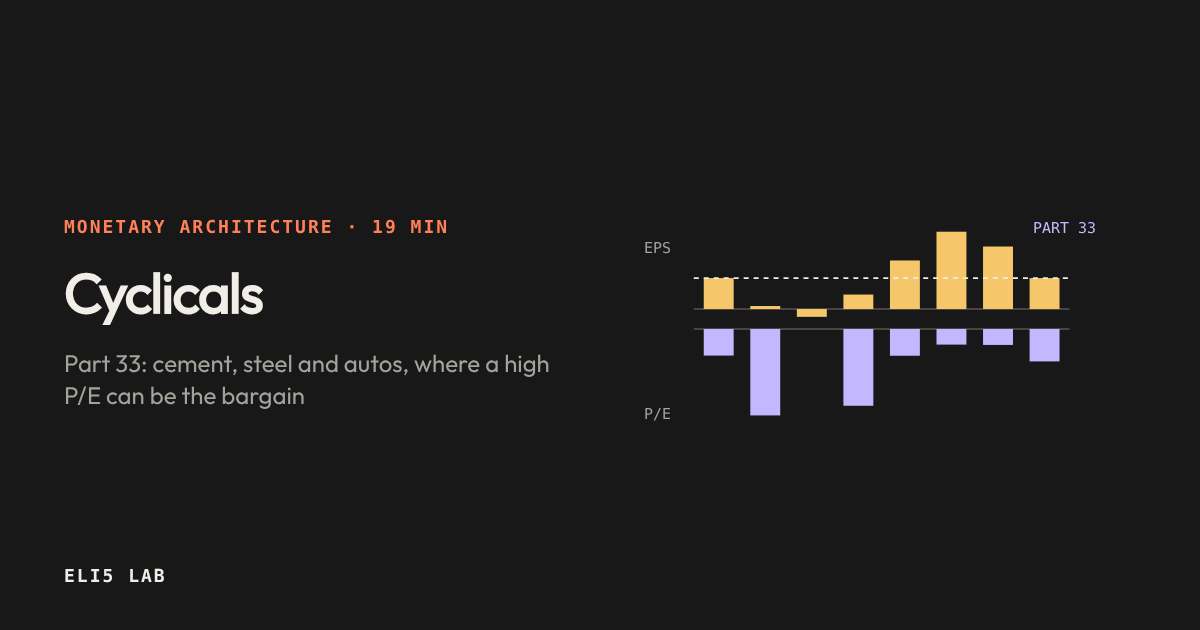 MONETARY ARCHITECTURE · 19 MIN
Cyclicals
Part 33: cement, steel and autos, where a high
P/E can be the bargain
ELI5 LAB
PART 33
EPS
P/E